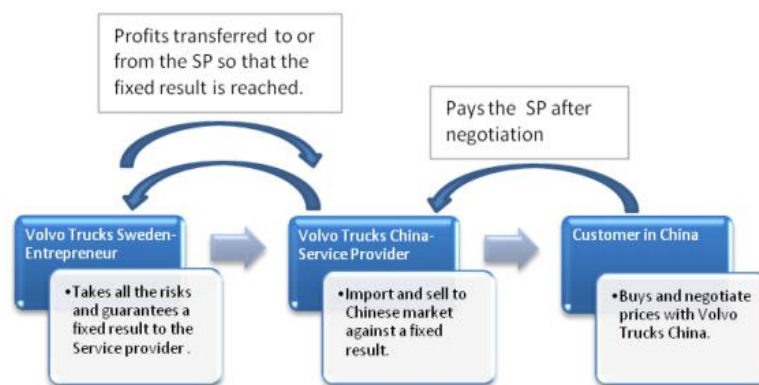 Profits transferred to or
from the SP so that the
fixed result is reached.
Pays the SP after
negotiation
Volvo Trucks Sweden-
Entrepreneur
•Takes all the risks
and guarantees a
fixed result to the
Service provider .
Volvo Trucks China-
Service Provider
•Import and sell to
Chinese market
against a fixed
result.
Customer in China
•Buys and negotiate
prices with Volvo
Trucks China.